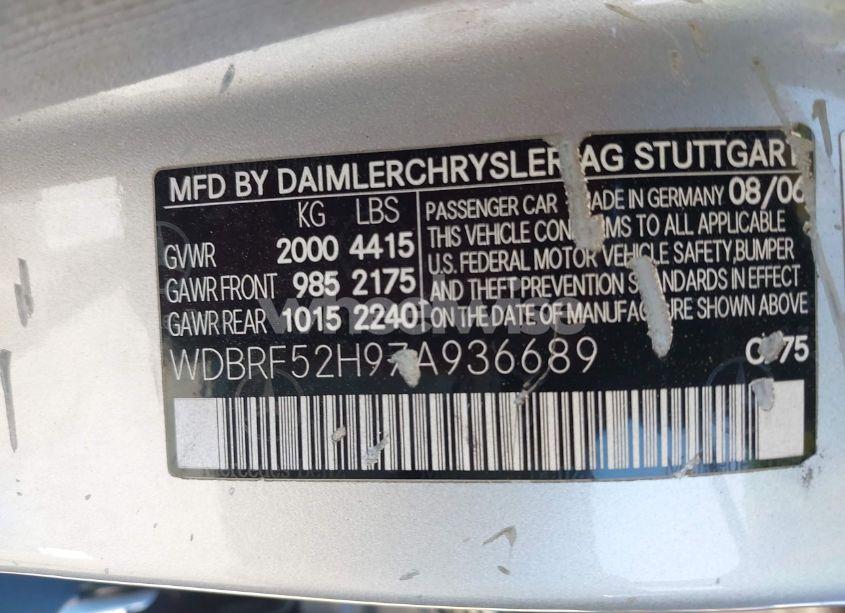 MFD BY DAIMLERCHRYSLER AG STUTTGART
KG LBS
GVWR 2000 4415
GAWR FRONT 985 2175
GAWR REAR 1015 2240
PASSENGER CAR MADE IN GERMANY 08/06
THIS VEHICLE CONFORMS TO ALL APPLICABLE
U.S. FEDERAL MOTOR VEHICLE SAFETY, BUMPER
AND THEFT PREVENTION STANDARDS IN EFFECT
ON THE DATE OF MANUFACTURE SHOWN ABOVE
WDBRF52H97A936689
wheelwise